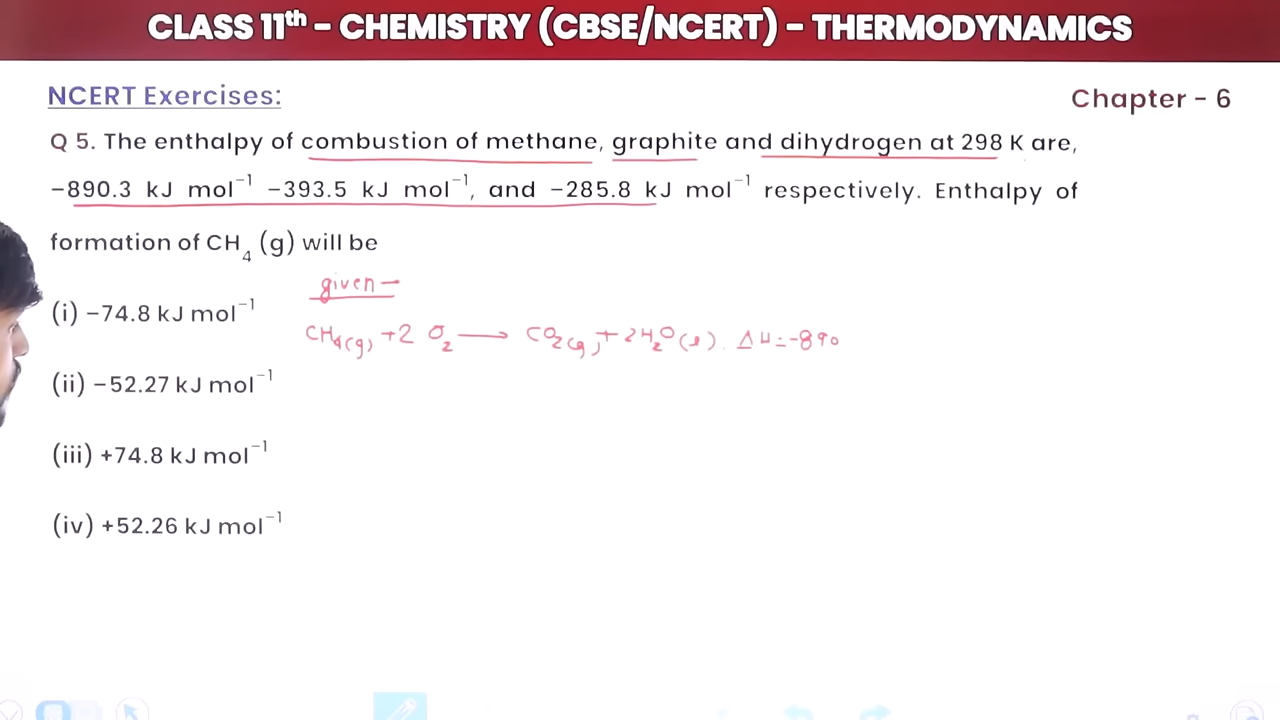 CLASS 11th - CHEMISTRY (CBSE/NCERT) - THERMODYNAMICS
NCERT Exercises:
Chapter - 6
Q 5. The enthalpy of combustion of methane, graphite and dihydrogen at 298 K are,
−890.3 kJ mol⁻¹ −393.5 kJ mol⁻¹, and −285.8 kJ mol⁻¹ respectively. Enthalpy of
formation of CH₄ (g) will be
given −
(i) −74.8 kJ mol⁻¹
CH₄(g) + 2 O₂ ⟶ CO₂(g) + 2H₂O(l). ΔH = -890
(ii) −52.27 kJ mol⁻¹
(iii) +74.8 kJ mol⁻¹
(iv) +52.26 kJ mol⁻¹